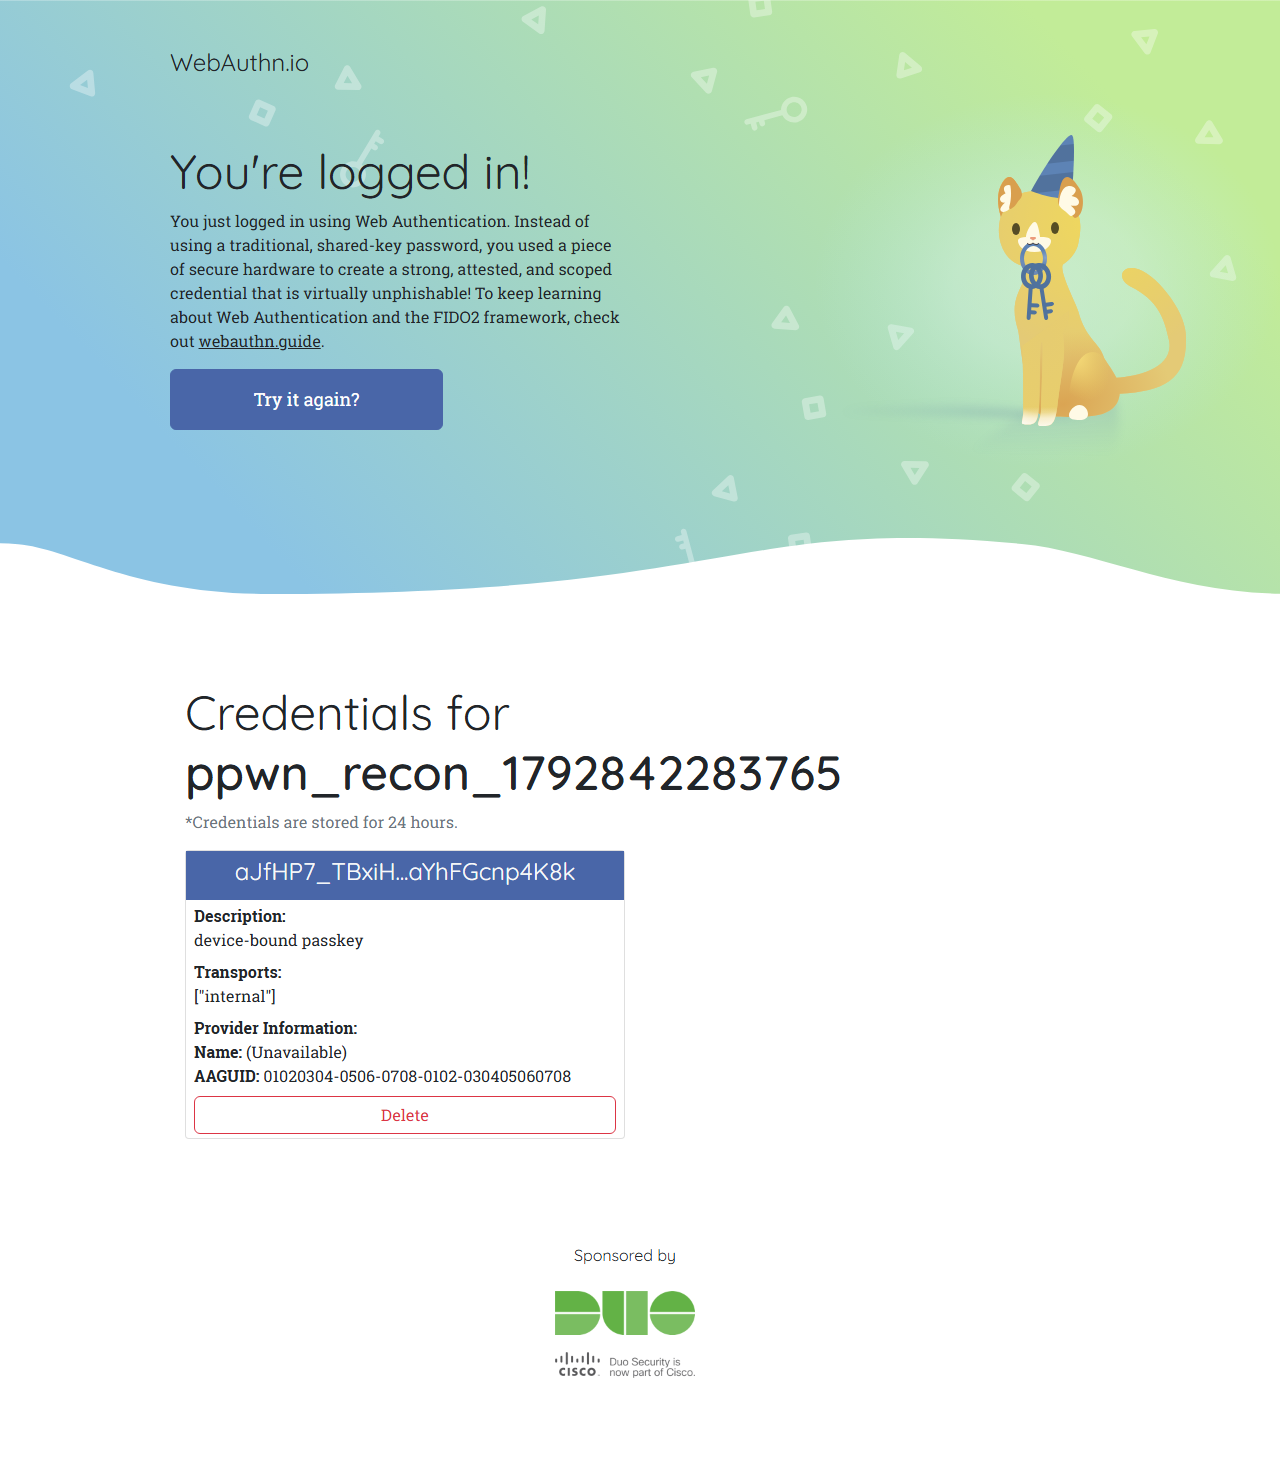 WebAuthn.io
You're logged in!
You just logged in using Web Authentication. Instead of
using a traditional, shared-key password, you used a piece
of secure hardware to create a strong, attested, and scoped
credential that is virtually unphishable! To keep learning
about Web Authentication and the FIDO2 framework, check
out webauthn.guide.
Try it again?
Credentials for
ppwn_recon_1792842283765
*Credentials are stored for 24 hours.
aJfHP7_TBxiH...aYhFGcnp4K8k
Description:
device-bound passkey
Transports:
["internal"]
Provider Information:
Name: (Unavailable)
AAGUID: 01020304-0506-0708-0102-030405060708
Delete
Sponsored by
DUO
CISCO.
Duo Security is
now part of Cisco.